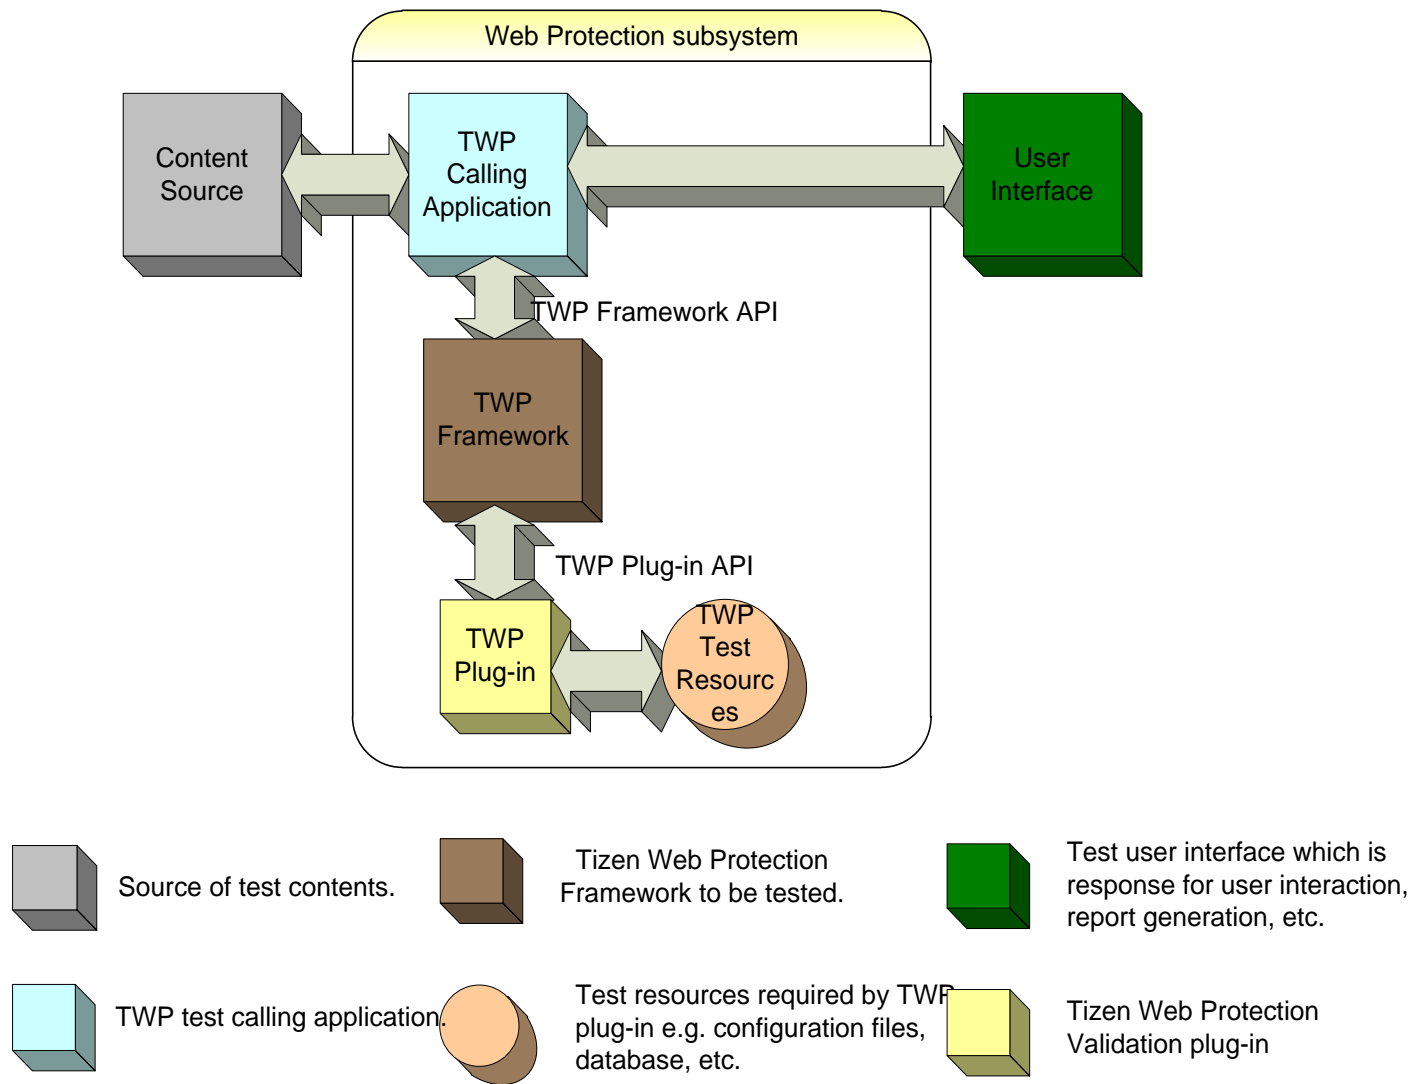 Web Protection subsystem
Content
Source
TWP
Calling
Application
User
Interface
TWP Framework API
TWP
Framework
TWP Plug-in API
TWP
Plug-in
TWP
Test
Resourc
es
Source of test contents.
Tizen Web Protection
Framework to be tested.
Test user interface which is
response for user interaction,
report generation, etc.
TWP test calling application.
Test resources required by TWP
plug-in e.g. configuration files,
database, etc.
Tizen Web Protection
Validation plug-in